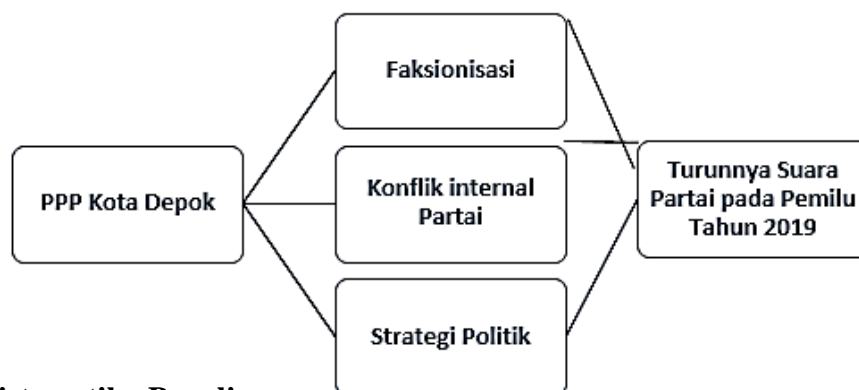 Faksionisasi
PPP Kota Depok
Konflik internal
Partai
Turunnya Suara
Partai pada Pemilu
Tahun 2019
Strategi Politik